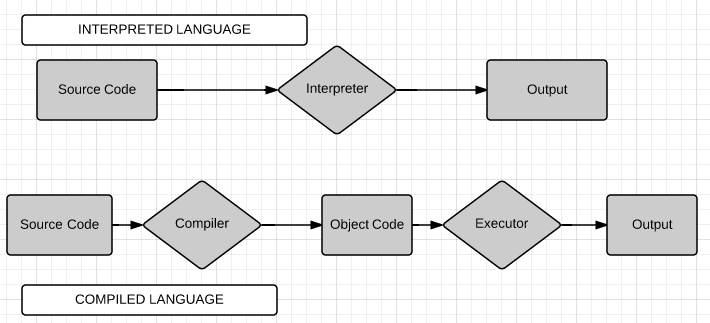 INTERPRETED LANGUAGE
Source Code
Interpreter
Output
Source Code
Compiler
Object Code
Executor
Output
COMPILED LANGUAGE